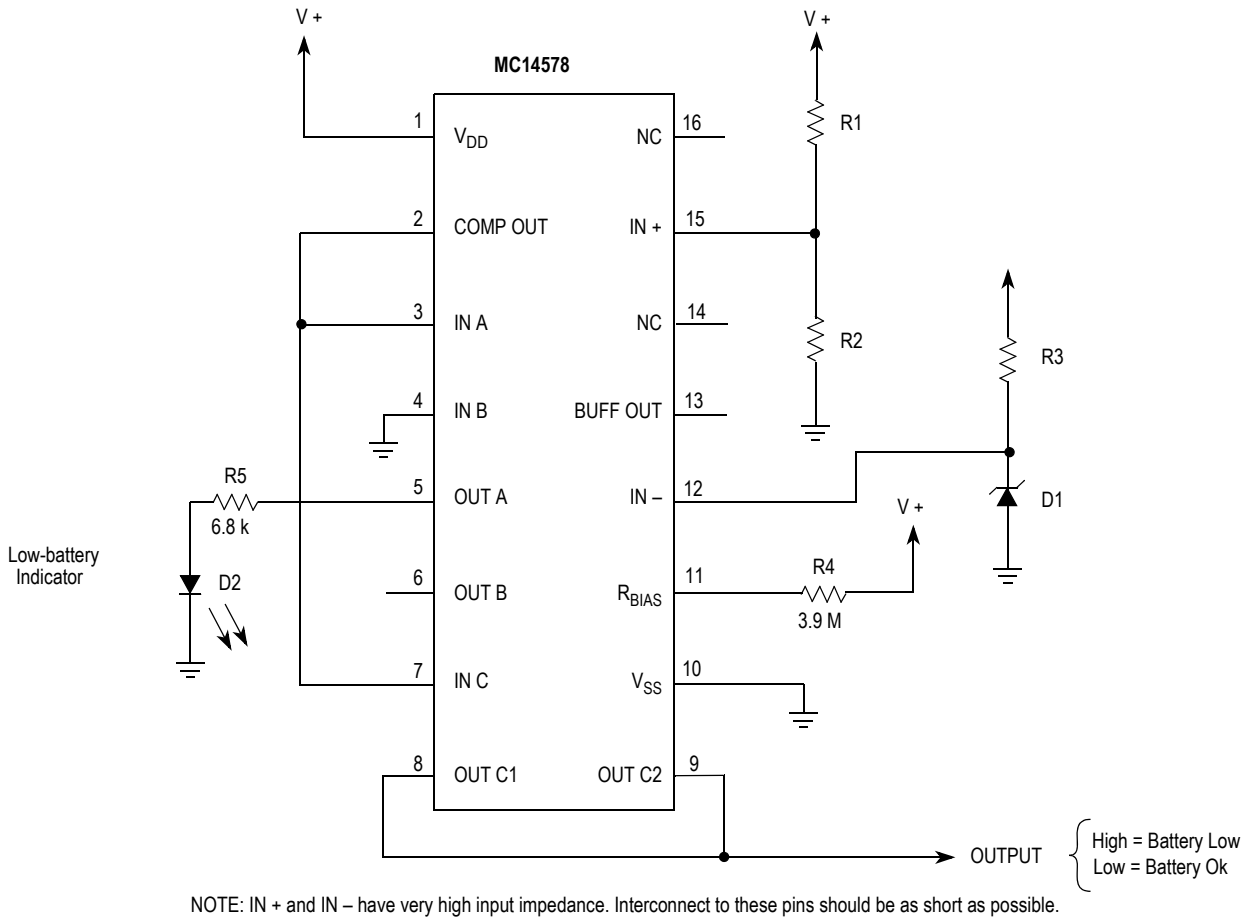 V +
V +
MC14578
1
VDD
NC
16
R1
2
COMP OUT
IN +
15
3
IN A
NC
14
R2
R3
4
IN B
BUFF OUT
13
R5
6.8 k
5
OUT A
IN –
12
D1
V +
Low-battery
Indicator
D2
6
OUT B
RBIAS
11
R4
3.9 M
7
IN C
VSS
10
8
OUT C1
OUT C2
9
OUTPUT
High = Battery Low
Low = Battery Ok
NOTE: IN + and IN – have very high input impedance. Interconnect to these pins should be as short as possible.